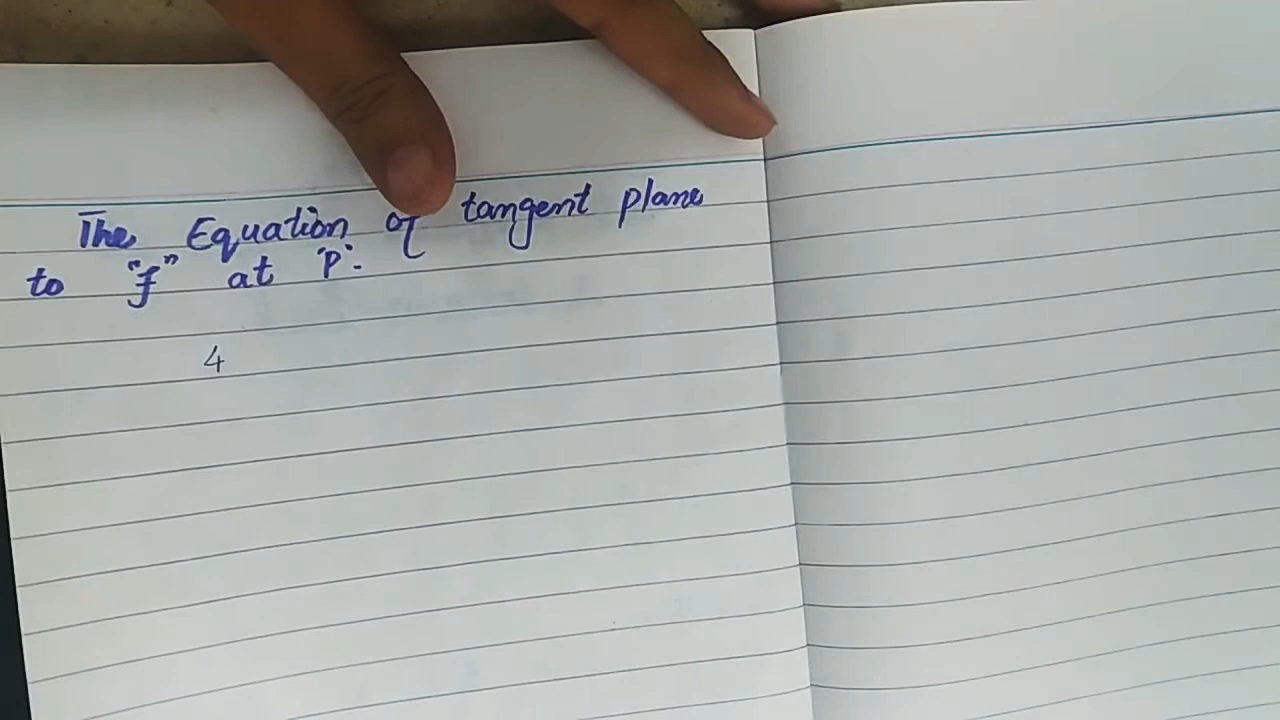 The Equation of tangent plane
to "f" at 'P'.
4